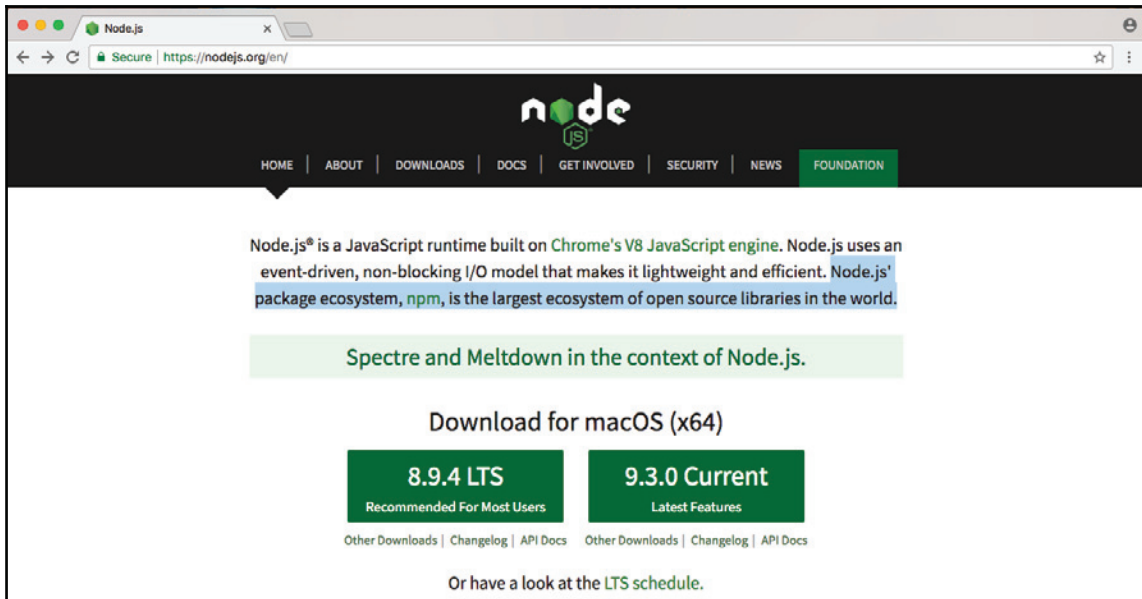 Node.js
Secure | https://nodejs.org/en/
node
JS
HOME | ABOUT | DOWNLOADS | DOCS | GET INVOLVED | SECURITY | NEWS FOUNDATION
Node.js® is a JavaScript runtime built on Chrome's V8 JavaScript engine. Node.js uses an
event-driven, non-blocking I/O model that makes it lightweight and efficient. Node.js'
package ecosystem, npm, is the largest ecosystem of open source libraries in the world.
Spectre and Meltdown in the context of Node.js.
Download for macOS (x64)
8.9.4 LTS
Recommended For Most Users
9.3.0 Current
Latest Features
Other Downloads | Changelog | API Docs
Other Downloads | Changelog | API Docs
Or have a look at the LTS schedule.